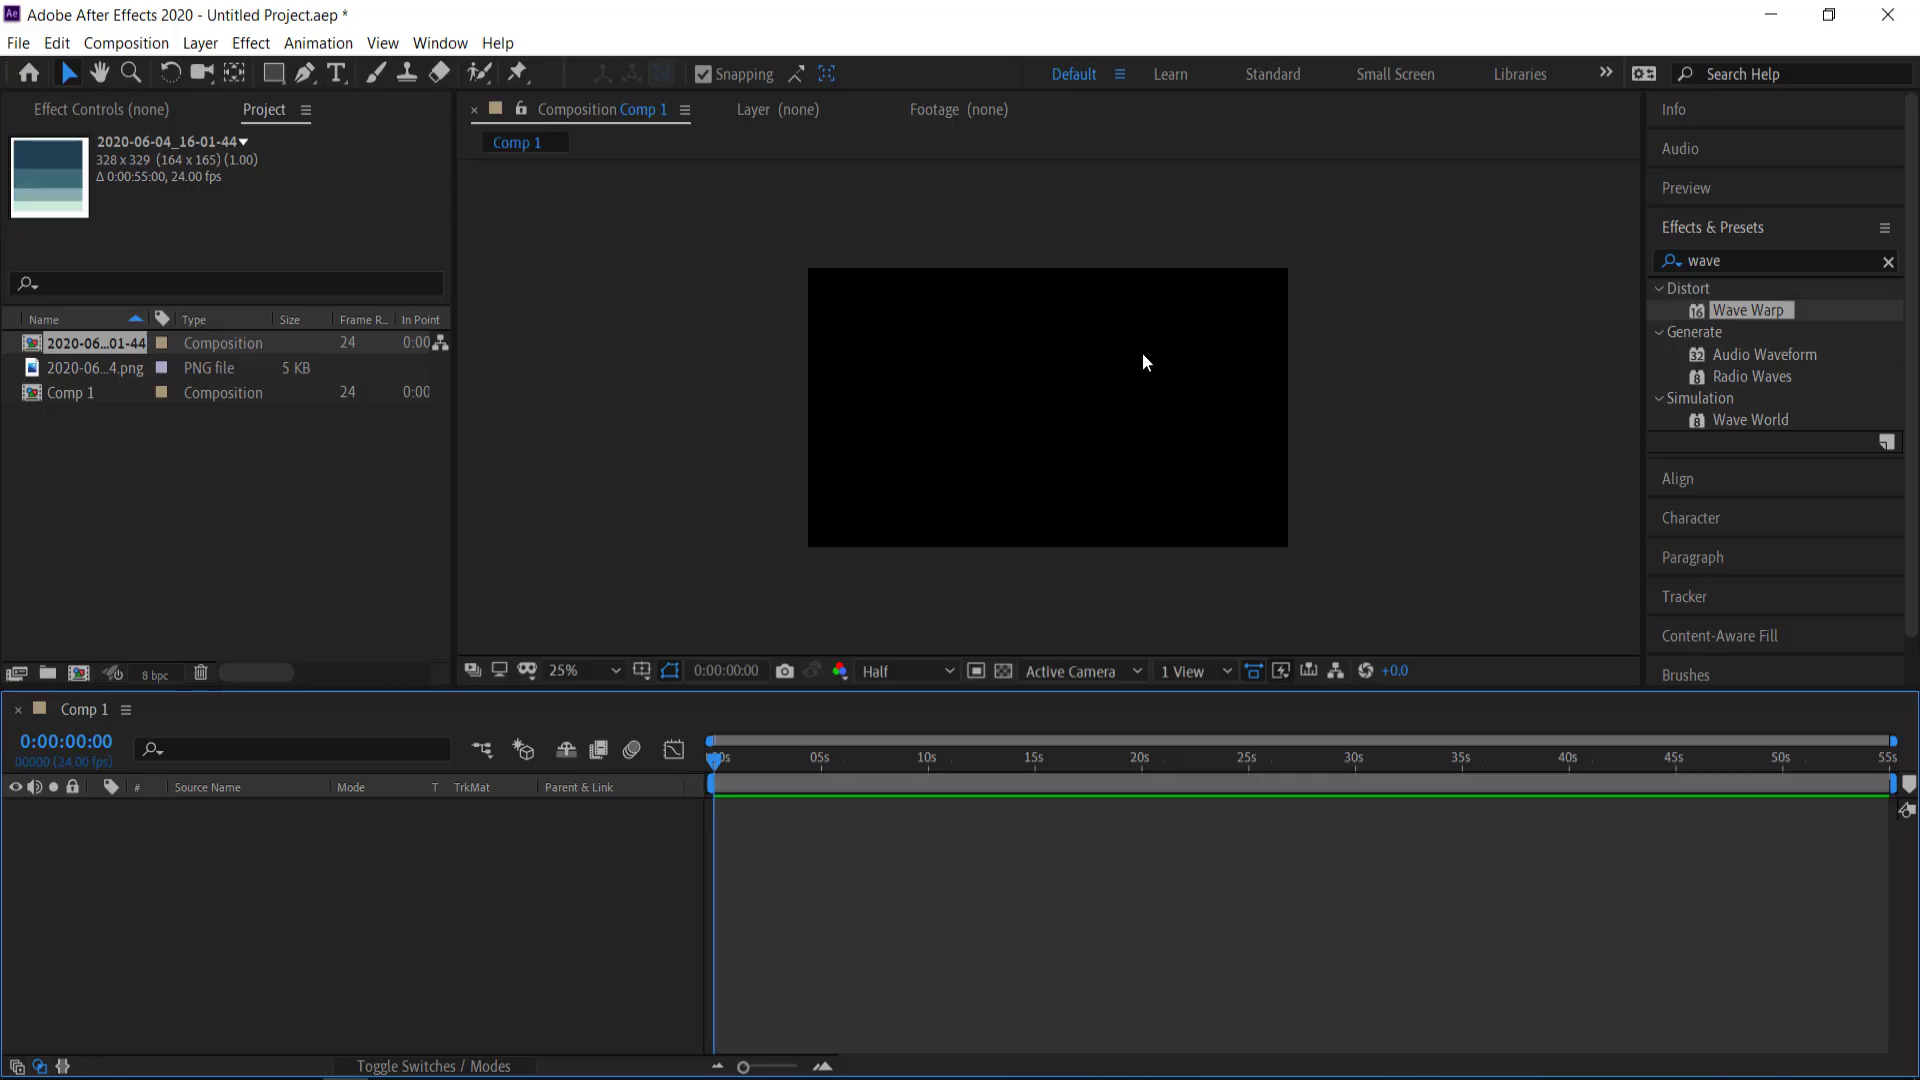 Adobe After Effects 2020 - Untitled Project.aep *
File Edit Composition Layer Effect Animation View Window Help
Snapping
Default Learn Standard Small Screen Libraries Search Help
Effect Controls (none) Project
Composition Comp 1 Layer (none) Footage (none)
Comp 1
2020-06-04_16-01-44
328 x 329 (164 x 165) (1.00)
Δ 0:00:55:00, 24.00 fps
Name Type Size Frame R... In Point
2020-06...01-44 Composition 24 0:00
2020-06...4.png PNG file 5 KB
Comp 1 Composition 24 0:00
8 bpc
25% 0:00:00:00 Half Active Camera 1 View +0.0
Info
Audio
Preview
Effects & Presets
wave
Distort
16 Wave Warp
Generate
32 Audio Waveform
8 Radio Waves
Simulation
8 Wave World
Align
Character
Paragraph
Tracker
Content-Aware Fill
Brushes
Comp 1
0:00:00:00
00000 (24.00 fps)
05s 10s 15s 20s 25s 30s 35s 40s 45s 50s 55s
# Source Name Mode T TrkMat Parent & Link
Toggle Switches / Modes